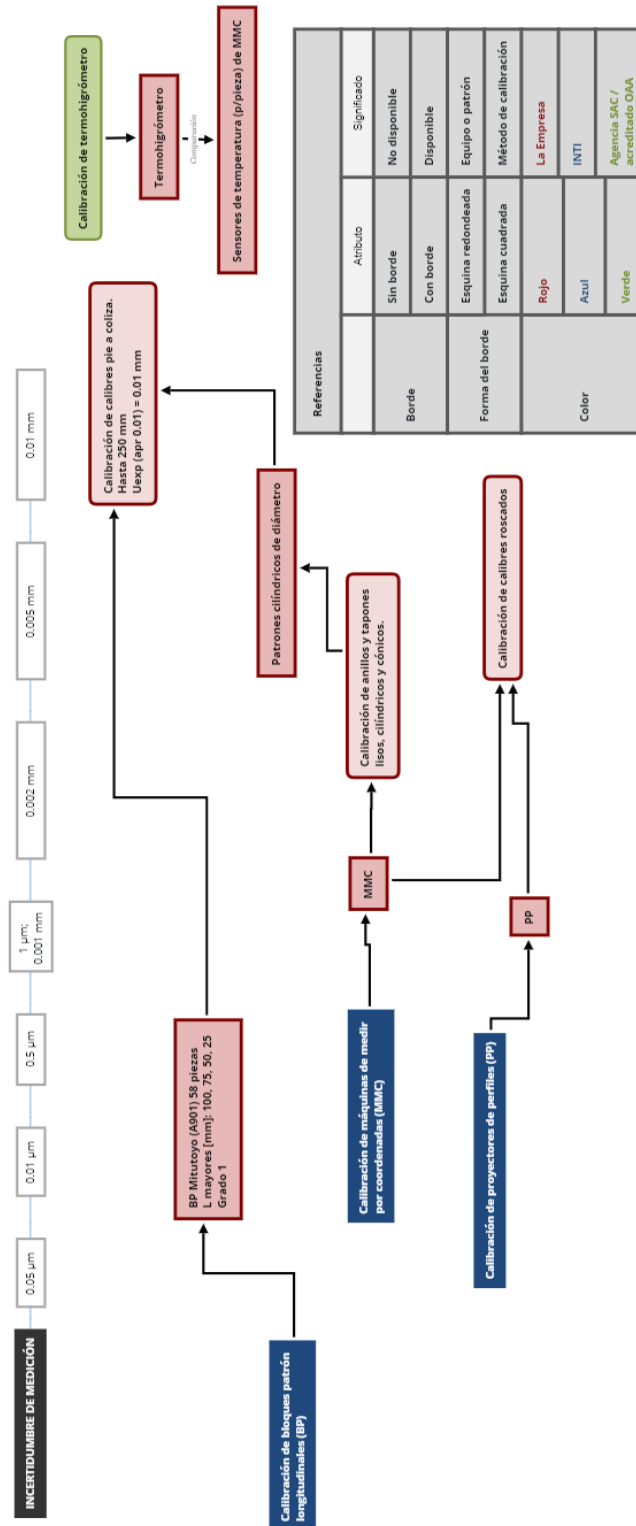 INCERTIDUMBRE DE MEDICIÓN
0.05 µm
0.01 µm
0.5 µm
1 µm;
0.001 mm
0.002 mm
0.005 mm
0.01 mm
Calibración de bloques patrón
longitudinales (BP)
BP Mitutoyo (A901) 58 piezas
L mayores [mm]: 100, 75, 50, 25
Grado 1
Calibración de calibres pie a coliza.
Hasta 250 mm
Uexp (apr 0.01) = 0.01 mm
Calibración de termohigrómetro
Termohigrómetro
Comparación
Sensores de temperatura (p/pieza) de MMC
Patrones cilíndricos de diámetro
Calibración de máquinas de medir
por coordenadas (MMC)
MMC
Calibración de anillos y tapones
lisos, cilíndricos y cónicos.
Calibración de proyectores de perfiles (PP)
PP
Calibración de calibres roscados
Referencias
Atributo
Significado
Borde
Sin borde
No disponible
Con borde
Disponible
Forma del borde
Esquina redondeada
Equipo o patrón
Esquina cuadrada
Método de calibración
Color
Rojo
La Empresa
Azul
INTI
Verde
Agencia SAC /
acreditado OAA